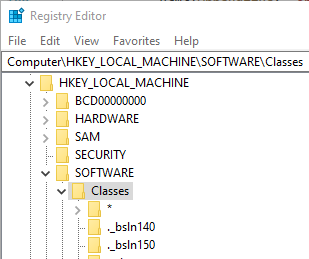 Registry Editor
File Edit View Favorites Help
Computer\HKEY_LOCAL_MACHINE\SOFTWARE\Classes
HKEY_LOCAL_MACHINE
BCD00000000
HARDWARE
SAM
SECURITY
SOFTWARE
Classes
*
._bsln140
._bsln150